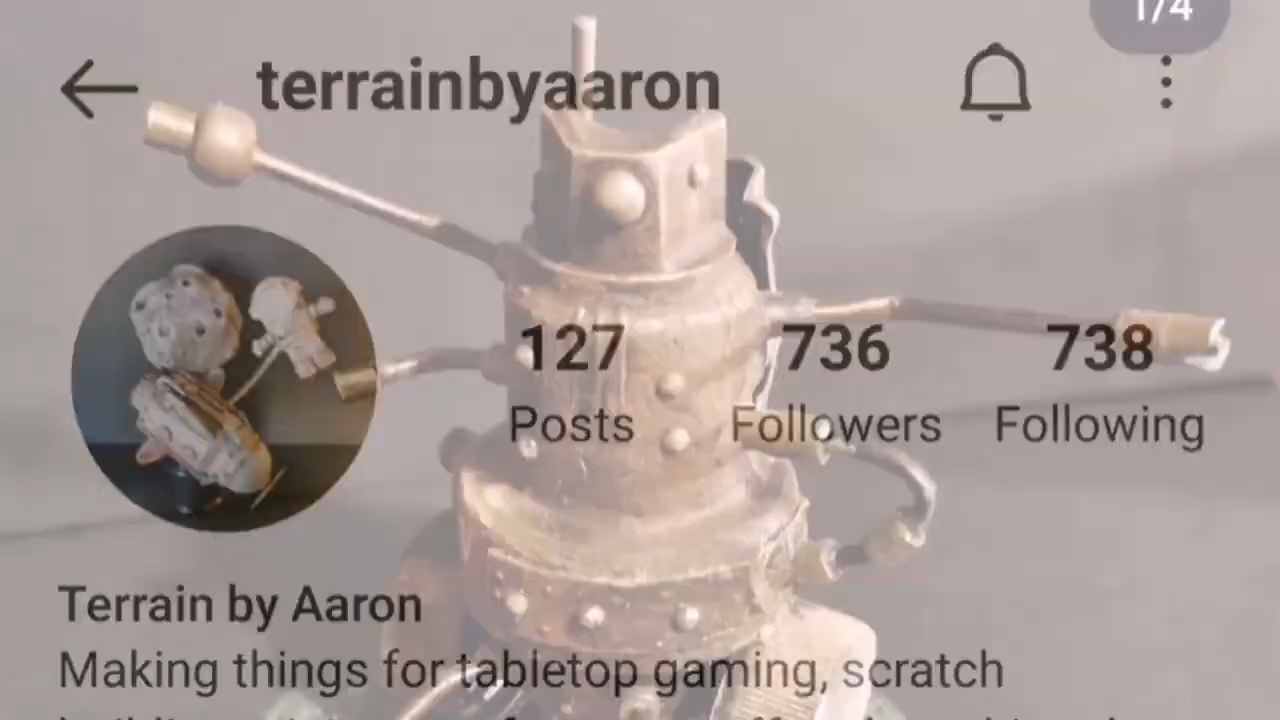 1/4
terrainbyaaron
127 736 738
Posts Followers Following
Terrain by Aaron
Making things for tabletop gaming, scratch